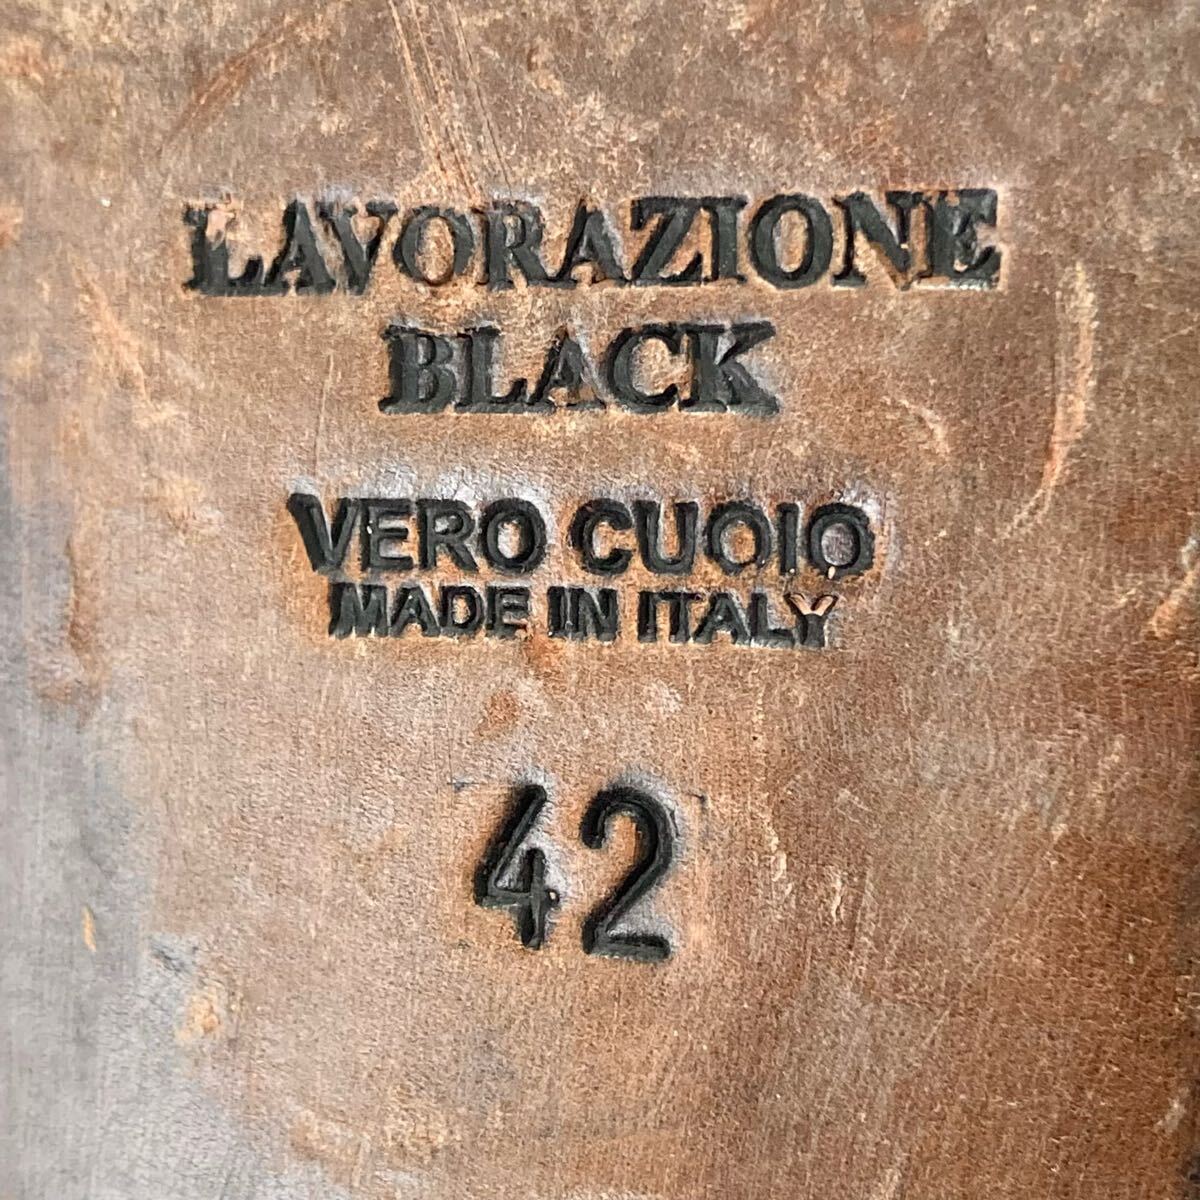 LAVORAZIONE
BLACK
VERO CUOIO
MADE IN ITALY
42